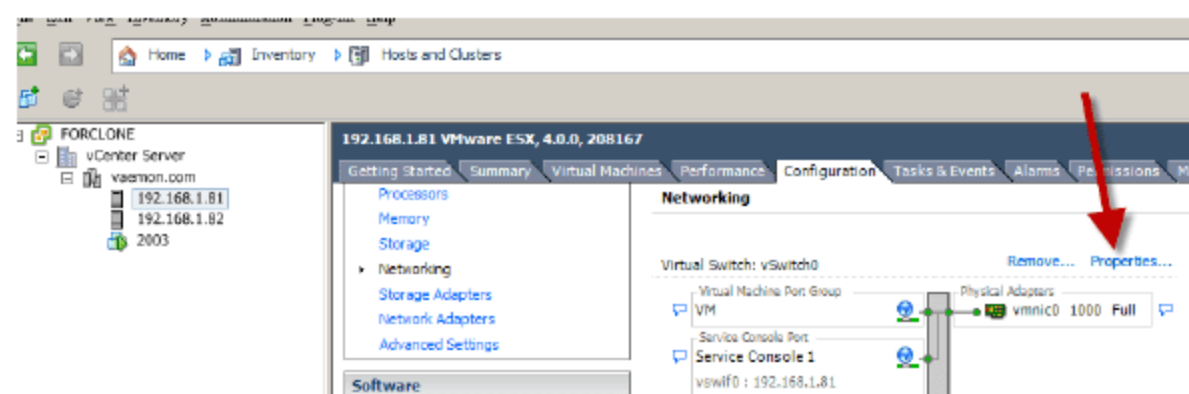 Home Inventory Hosts and Clusters
FORCLONE
vCenter Server
vaemon.com
192.168.1.81
192.168.1.82
2003
192.168.1.81 VMware ESX, 4.0.0, 208167
Getting Started Summary Virtual Machines Performance Configuration Tasks & Events Alarms Permissions M
Processors
Memory
Storage
Networking
Storage Adapters
Network Adapters
Advanced Settings
Software
Networking
Virtual Switch: vSwitch0 Remove... Properties...
Virtual Machine Port Group Physical Adapters
VM vmnic0 1000 Full
Service Console Port
Service Console 1
vswif0 : 192.168.1.81